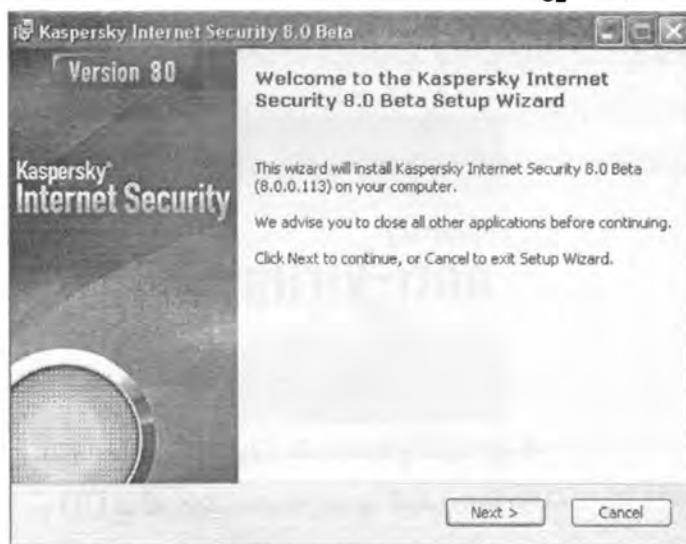 Kaspersky Internet Security 8.0 Beta
Version 8.0
Welcome to the Kaspersky Internet
Security 8.0 Beta Setup Wizard
Kaspersky
Internet Security
This wizard will install Kaspersky Internet Security 8.0 Beta
(8.0.0.113) on your computer.
We advise you to close all other applications before continuing.
Click Next to continue, or Cancel to exit Setup Wizard.
Next >
Cancel